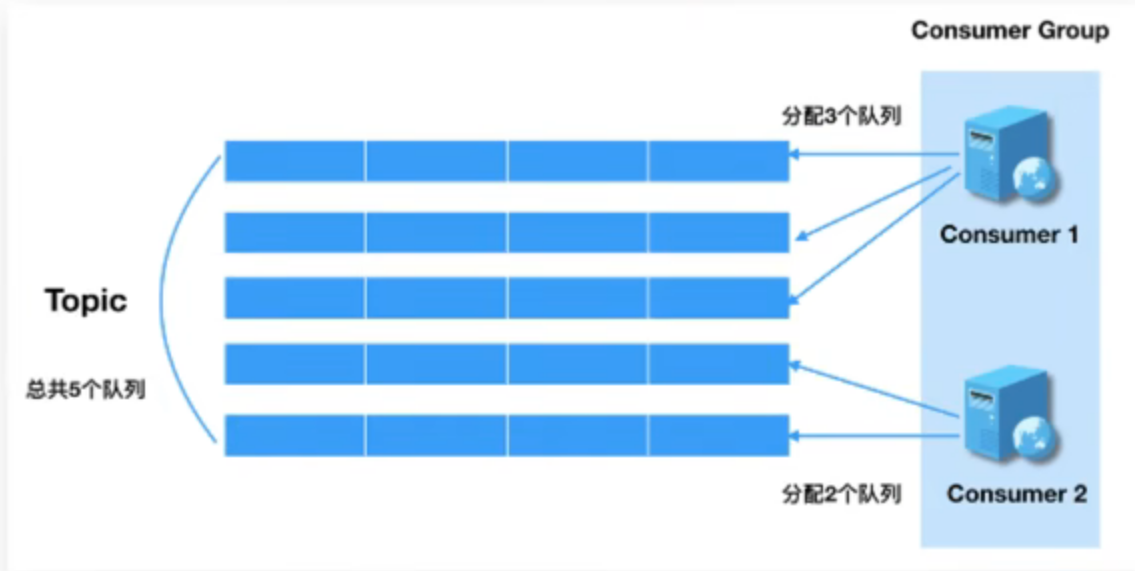 Consumer Group
分配3个队列
Consumer 1
Topic
总共5个队列
分配2个队列
Consumer 2